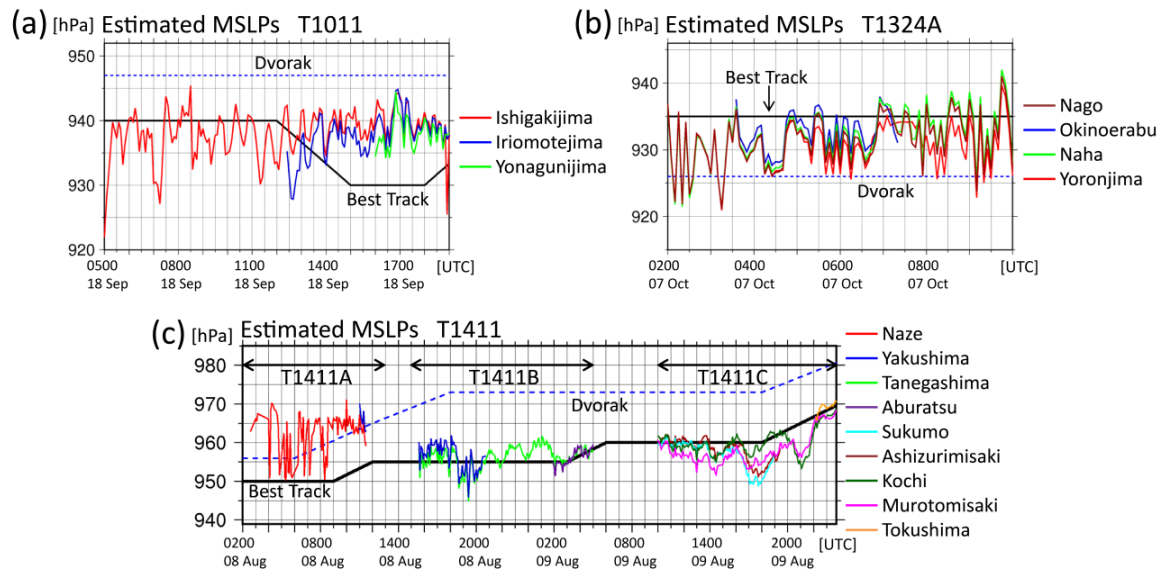 (a) [hPa] Estimated MSLPs T1011
950
940
930
920
Dvorak
Best Track
0500 0800 1100 1400 1700 [UTC]
18 Sep 18 Sep 18 Sep 18 Sep 18 Sep
Ishigakijima
Iriomotejima
Yonagunijima
(b) [hPa] Estimated MSLPs T1324A
940
930
920
Best Track
Dvorak
0200 0400 0600 0800 [UTC]
07 Oct 07 Oct 07 Oct 07 Oct
Nago
Okinoerabu
Naha
Yoronjima
(c) [hPa] Estimated MSLPs T1411
980
970
960
950
940
T1411A T1411B T1411C
Dvorak
Best Track
0200 0800 1400 2000 0200 0800 1400 2000 [UTC]
08 Aug 08 Aug 08 Aug 08 Aug 09 Aug 09 Aug 09 Aug 09 Aug
Naze
Yakushima
Tanegashima
Aburatsu
Sukumo
Ashizurimisaki
Kochi
Murotomisaki
Tokushima